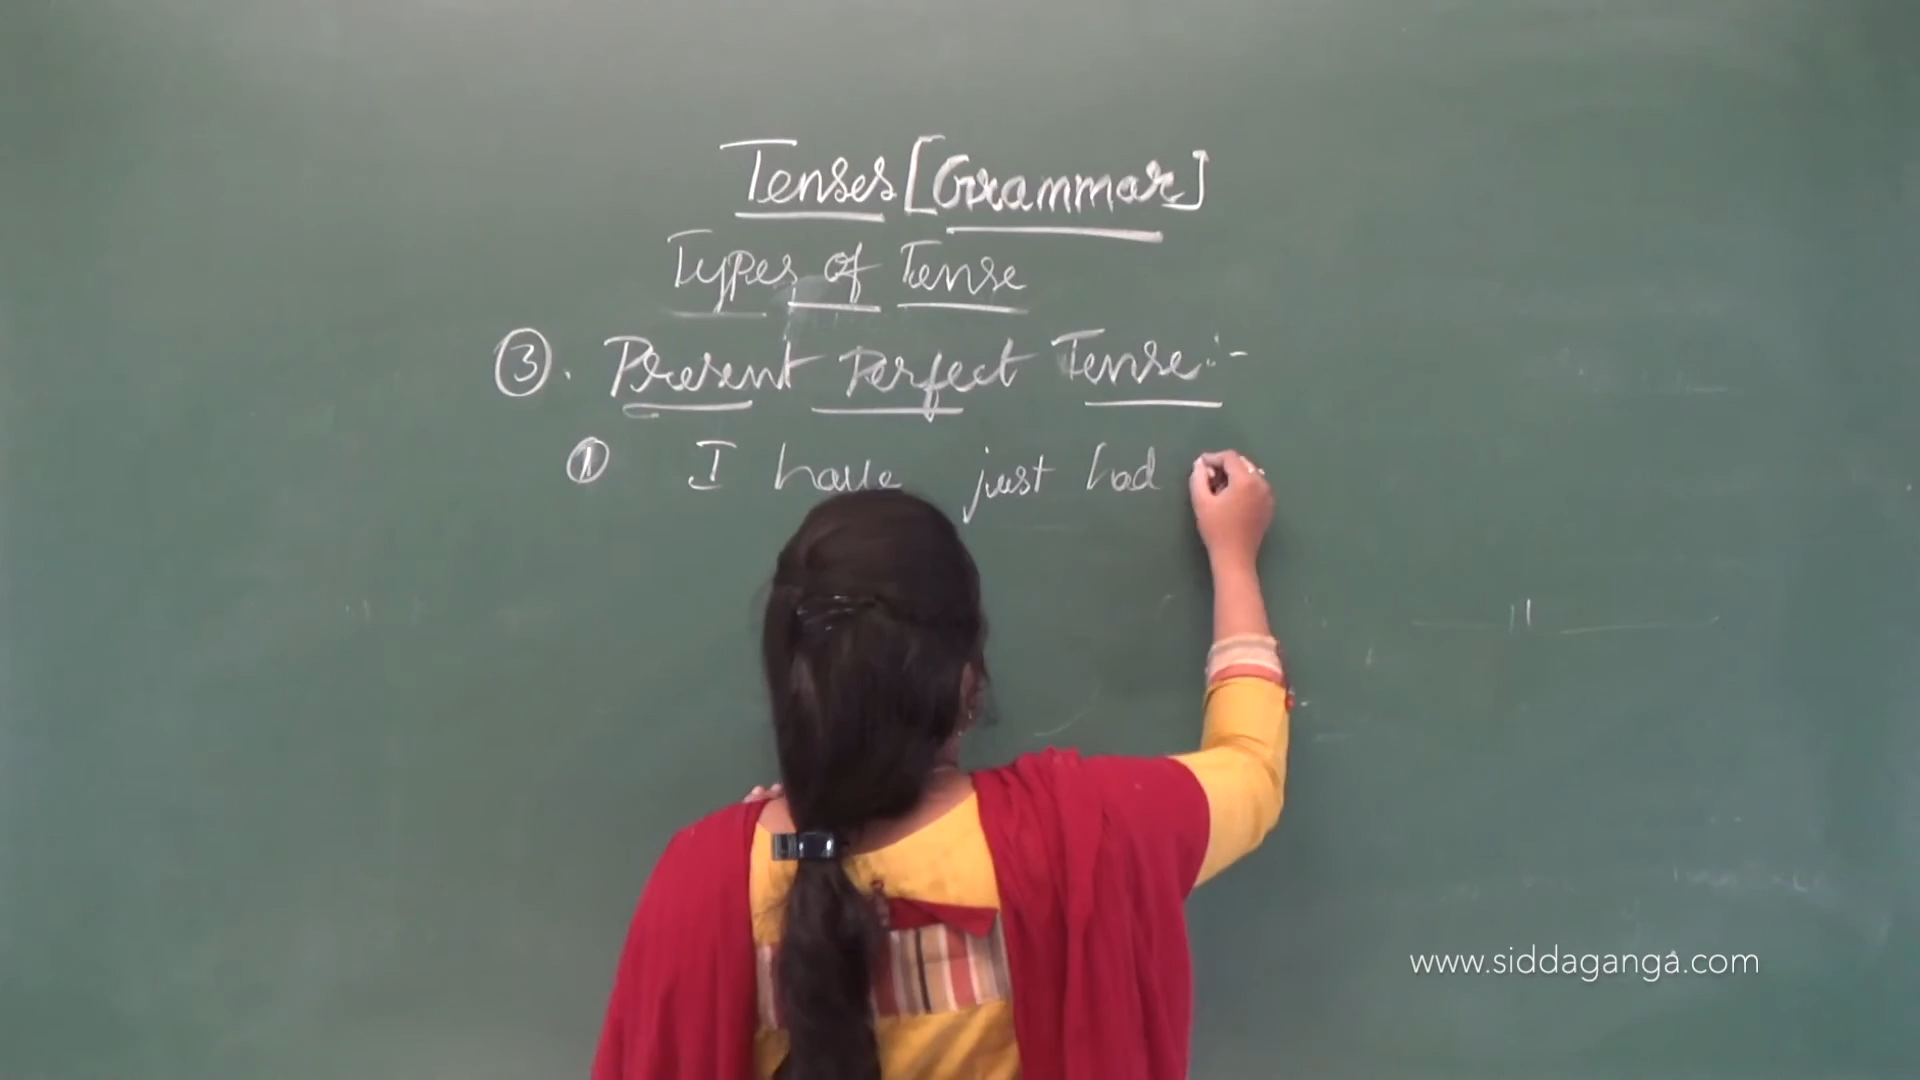 Tenses [Grammar]
Types of Tense
③. Present Perfect Tense:-
① I have just had
www.siddaganga.com